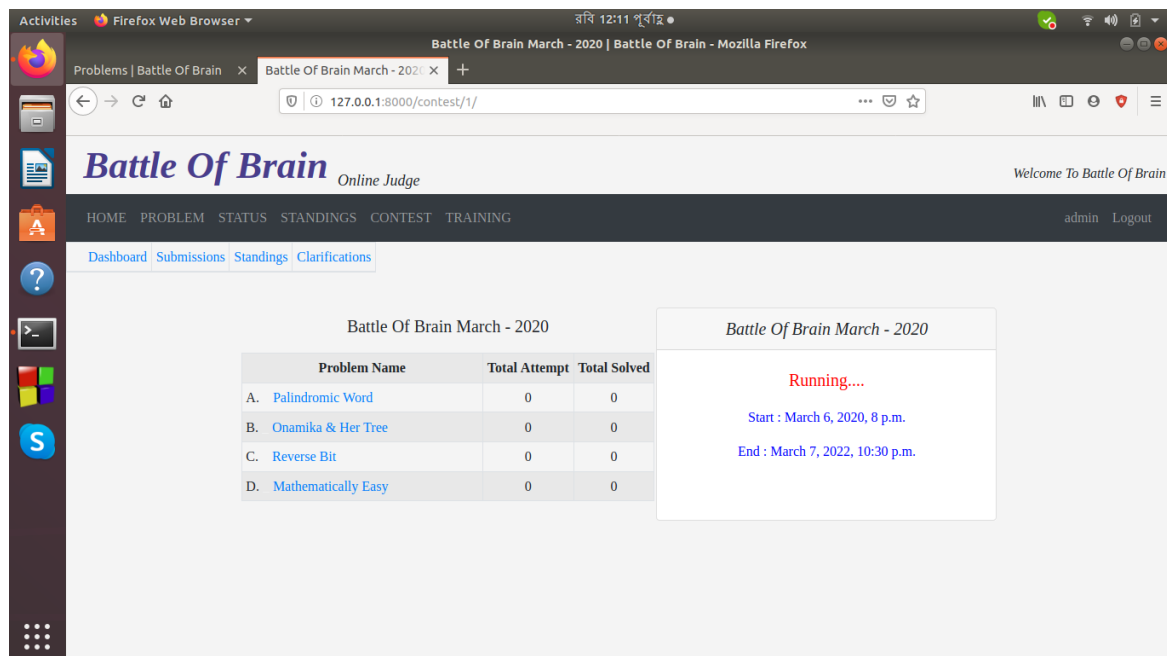 Activities Firefox Web Browser রবি 12:11 পূর্বাহ্ণ
Battle Of Brain March - 2020 | Battle Of Brain - Mozilla Firefox
Problems | Battle Of Brain Battle Of Brain March - 2020
127.0.0.1:8000/contest/1/
Battle Of Brain Online Judge Welcome To Battle Of Brain
HOME PROBLEM STATUS STANDINGS CONTEST TRAINING admin Logout
Dashboard Submissions Standings Clarifications
Battle Of Brain March - 2020
Problem Name Total Attempt Total Solved
A. Palindromic Word 0 0
B. Onamika & Her Tree 0 0
C. Reverse Bit 0 0
D. Mathematically Easy 0 0
Battle Of Brain March - 2020
Running....
Start : March 6, 2020, 8 p.m.
End : March 7, 2022, 10:30 p.m.